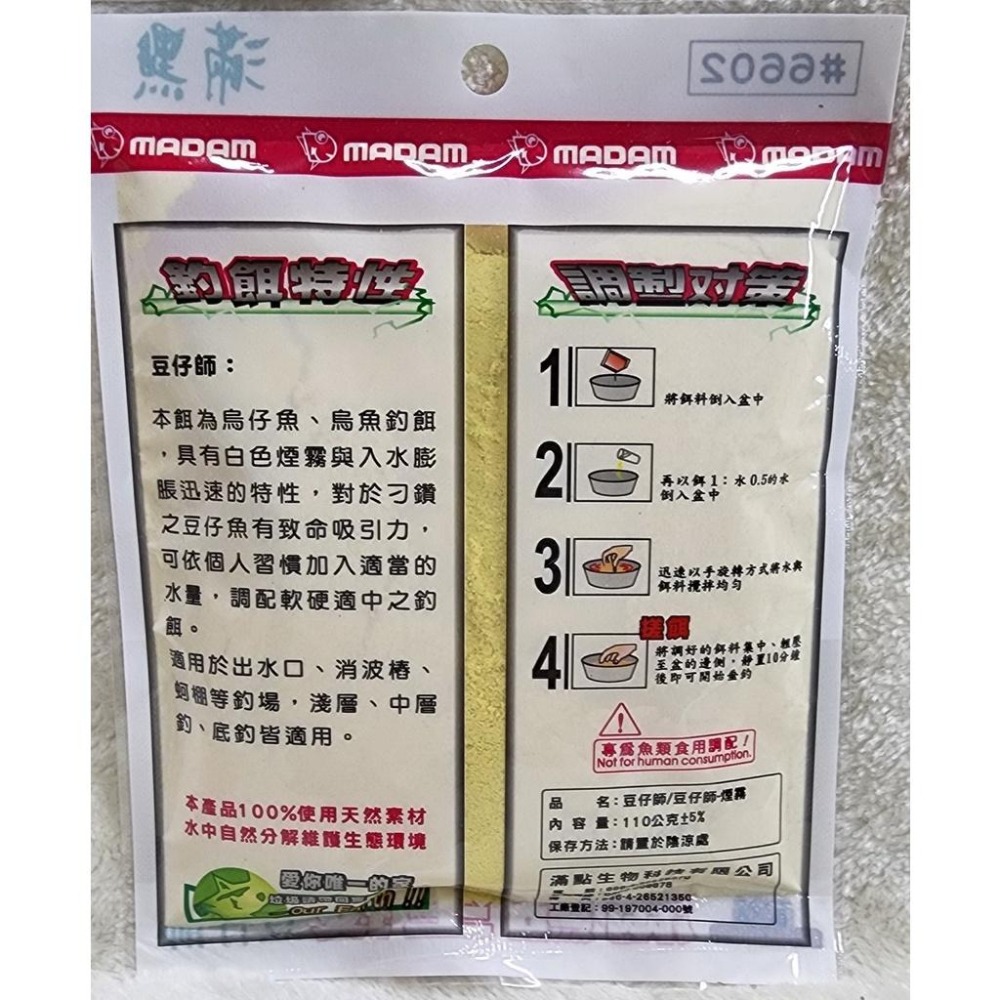 #6602
MADAM MADAM MADAM MADAM
釣餌特性
豆仔師：
本餌為烏仔魚、烏魚釣餌
，具有白色煙霧與入水膨
脹迅速的特性，對於刁鑽
之豆仔魚有致命吸引力，
可依個人習慣加入適當的
水量，調配軟硬適中之釣
餌。
適用於出水口、消波樁、
蚵棚等釣場，淺層、中層
釣、底釣皆適用。
本產品100%使用天然素材
水中自然分解維護生態環境
愛你唯一的家
調製对策
1
將餌料倒入盆中
2
再以餌1：水0.5的水
倒入盆中
3
迅速以手旋轉方式將水與
餌料攪拌均勻
搓餌
4
將調好的餌料集中、輕壓
至盆的邊側，靜置10分鐘
後即可開始垂釣
專為魚類食用調配！
Not for human consumption.
品 名：豆仔師/豆仔師-煙霧
內容量：110公克±5%
保存方法：請置於陰涼處
滿點生物科技有限公司
-4-26521350
工廠登記：99-197004-000號